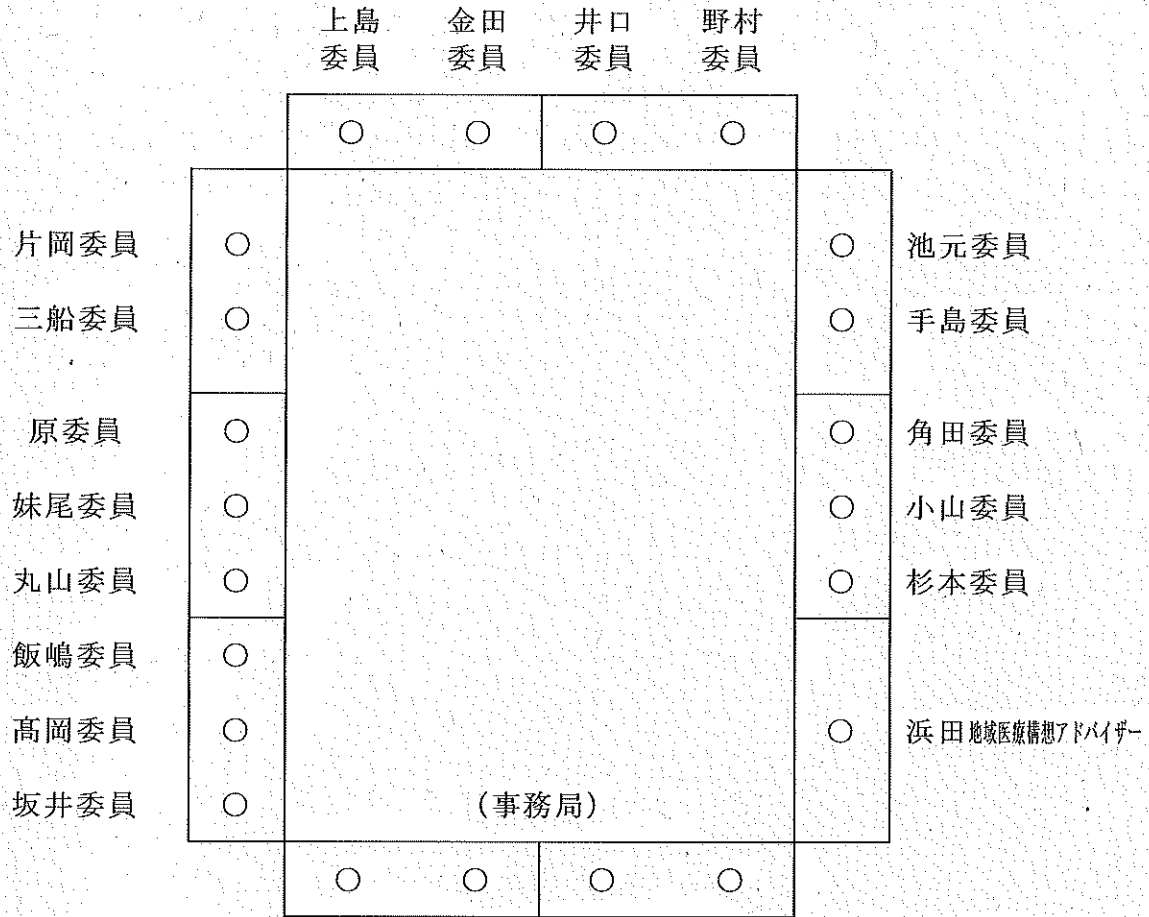 上島 金田 井口 野村
委員 委員 委員 委員
○ ○ ○ ○
片岡委員 ○ ○ 池元委員
三船委員 ○ ○ 手島委員
原委員 ○ ○ 角田委員
妹尾委員 ○ ○ 小山委員
丸山委員 ○ ○ 杉本委員
飯嶋委員 ○
髙岡委員 ○ ○ 浜田地域医療構想アドバイザー
坂井委員 ○ (事務局)
○ ○ ○ ○